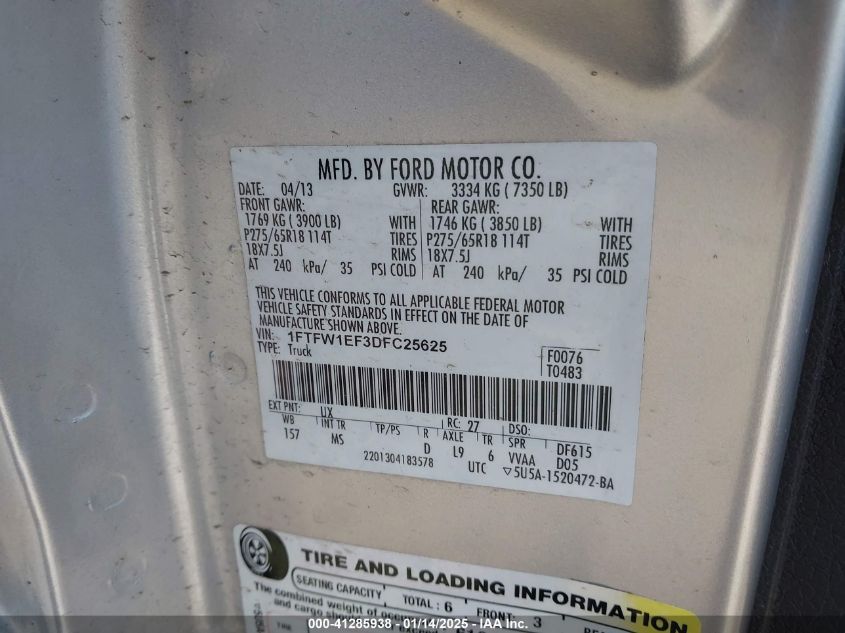 MFD. BY FORD MOTOR CO.
DATE: 04/13 GVWR: 3334 KG ( 7350 LB)
FRONT GAWR: REAR GAWR:
1769 KG ( 3900 LB) WITH 1746 KG ( 3850 LB) WITH
P275/65R18 114T TIRES P275/65R18 114T TIRES
18X7.5J RIMS 18X7.5J RIMS
AT 240 kPa/ 35 PSI COLD AT 240 kPa/ 35 PSI COLD
THIS VEHICLE CONFORMS TO ALL APPLICABLE FEDERAL MOTOR
VEHICLE SAFETY STANDARDS IN EFFECT ON THE DATE OF
MANUFACTURE SHOWN ABOVE.
VIN: 1FTFW1EF3DFC25625
TYPE: Truck
F0076
T0483
EXT PNT: UX RC: 27 DSO:
WB INT TR TP/PS R AXLE TR SPR DF615
157 MS D L9 6 VVAA D05
2201304183578 UTC ▽5U5A-1520472-BA
TIRE AND LOADING INFORMATION
SEATING CAPACITY TOTAL: 6 FRONT: 3
The combined weight of
and cargo
000-41285938 - 01/14/2025 - IAA Inc.